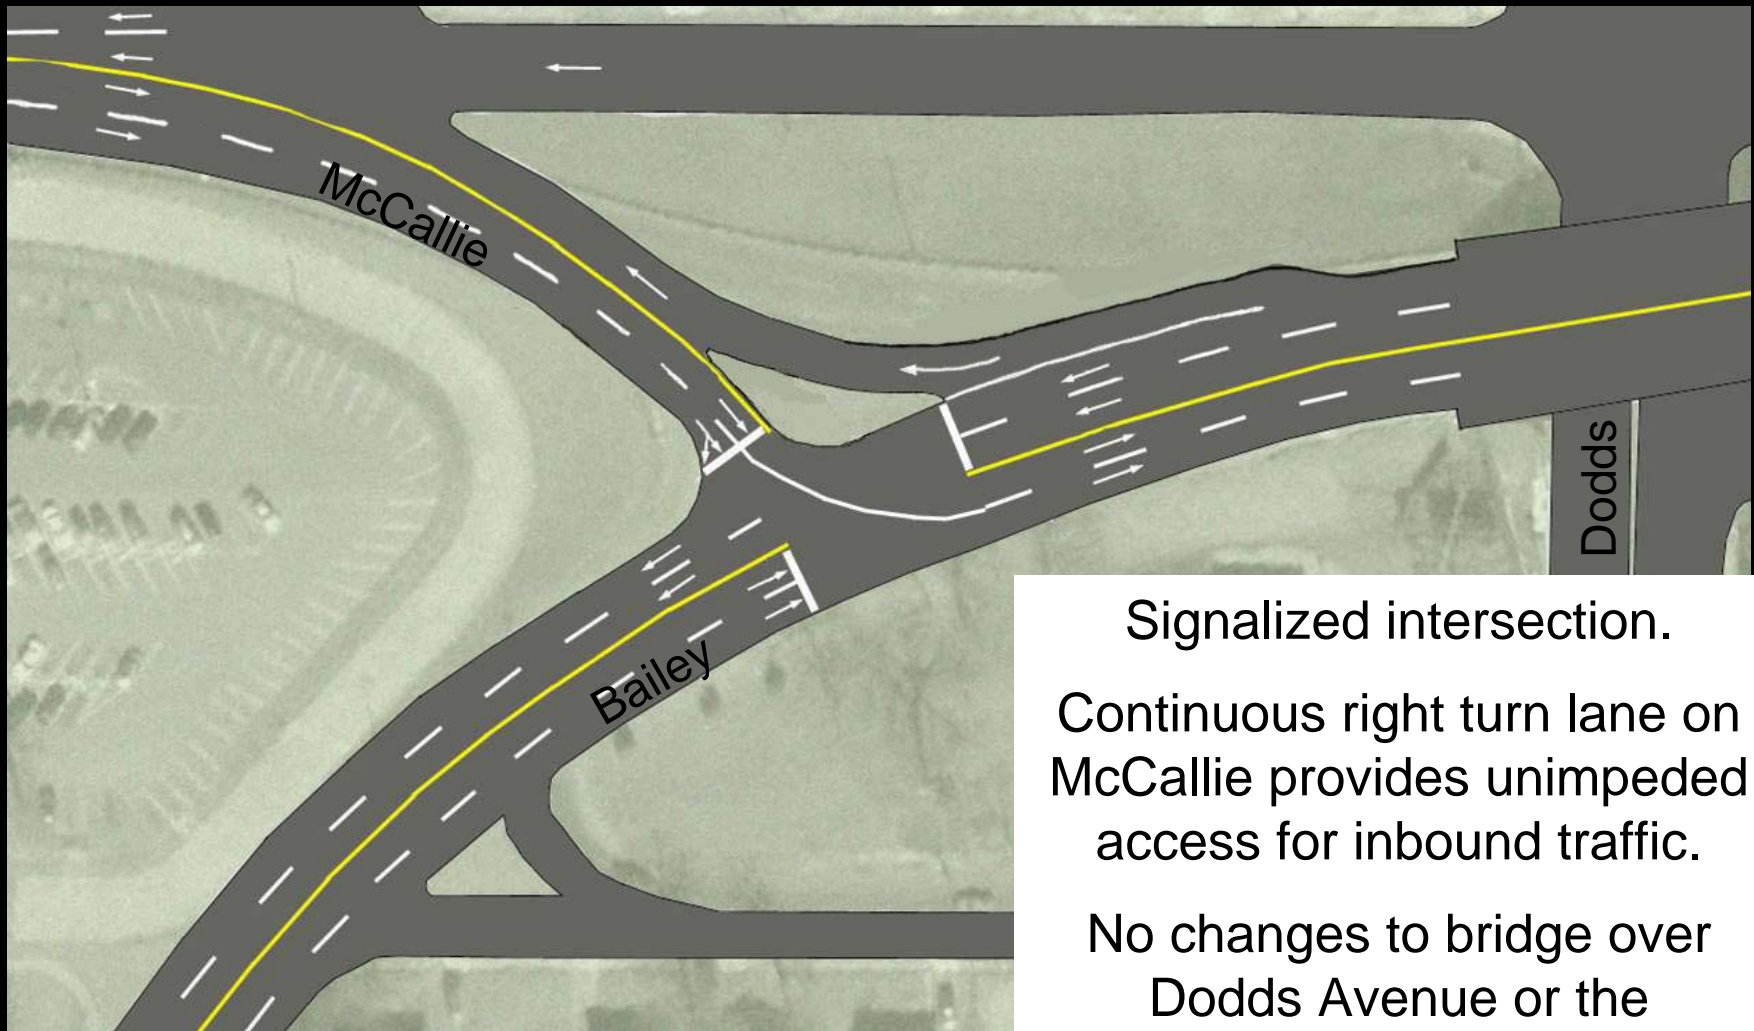 McCallie
Dodds
Bailey
Signalized intersection.
Continuous right turn lane on
McCallie provides unimpeded
access for inbound traffic.
No changes to bridge over
Dodds Avenue or the